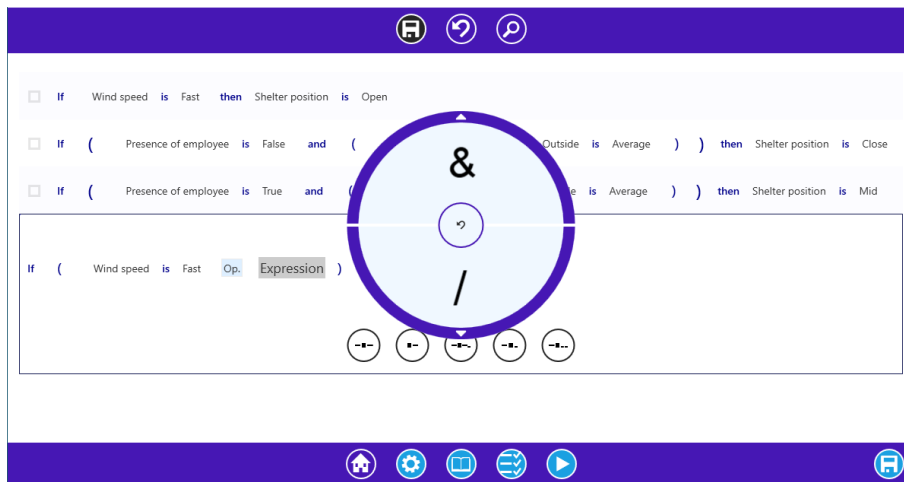 If Wind speed is Fast then Shelter position is Open
If ( Presence of employee is False and ( Outside is Average ) ) then Shelter position is Close
If ( Presence of employee is True and ( is Average ) ) then Shelter position is Mid
&
/
If ( Wind speed is Fast Op. Expression )